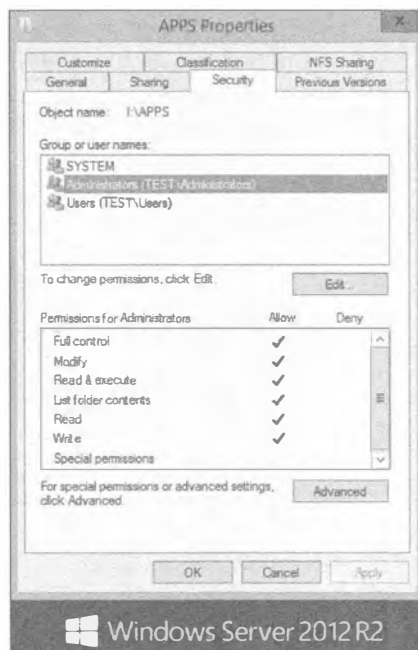 APPS Properties
Customize Classification NFS Sharing
General Sharing Security Previous Versions
Object name: I:\APPS
Group or user names:
SYSTEM
Administrators (TEST\Administrators)
Users (TEST\Users)
To change permissions, click Edit.
Edit...
Permissions for Administrators Allow Deny
Full control
Modify
Read & execute
List folder contents
Read
Write
Special permissions
For special permissions or advanced settings,
click Advanced.
Advanced
OK Cancel Apply
Windows Server 2012 R2